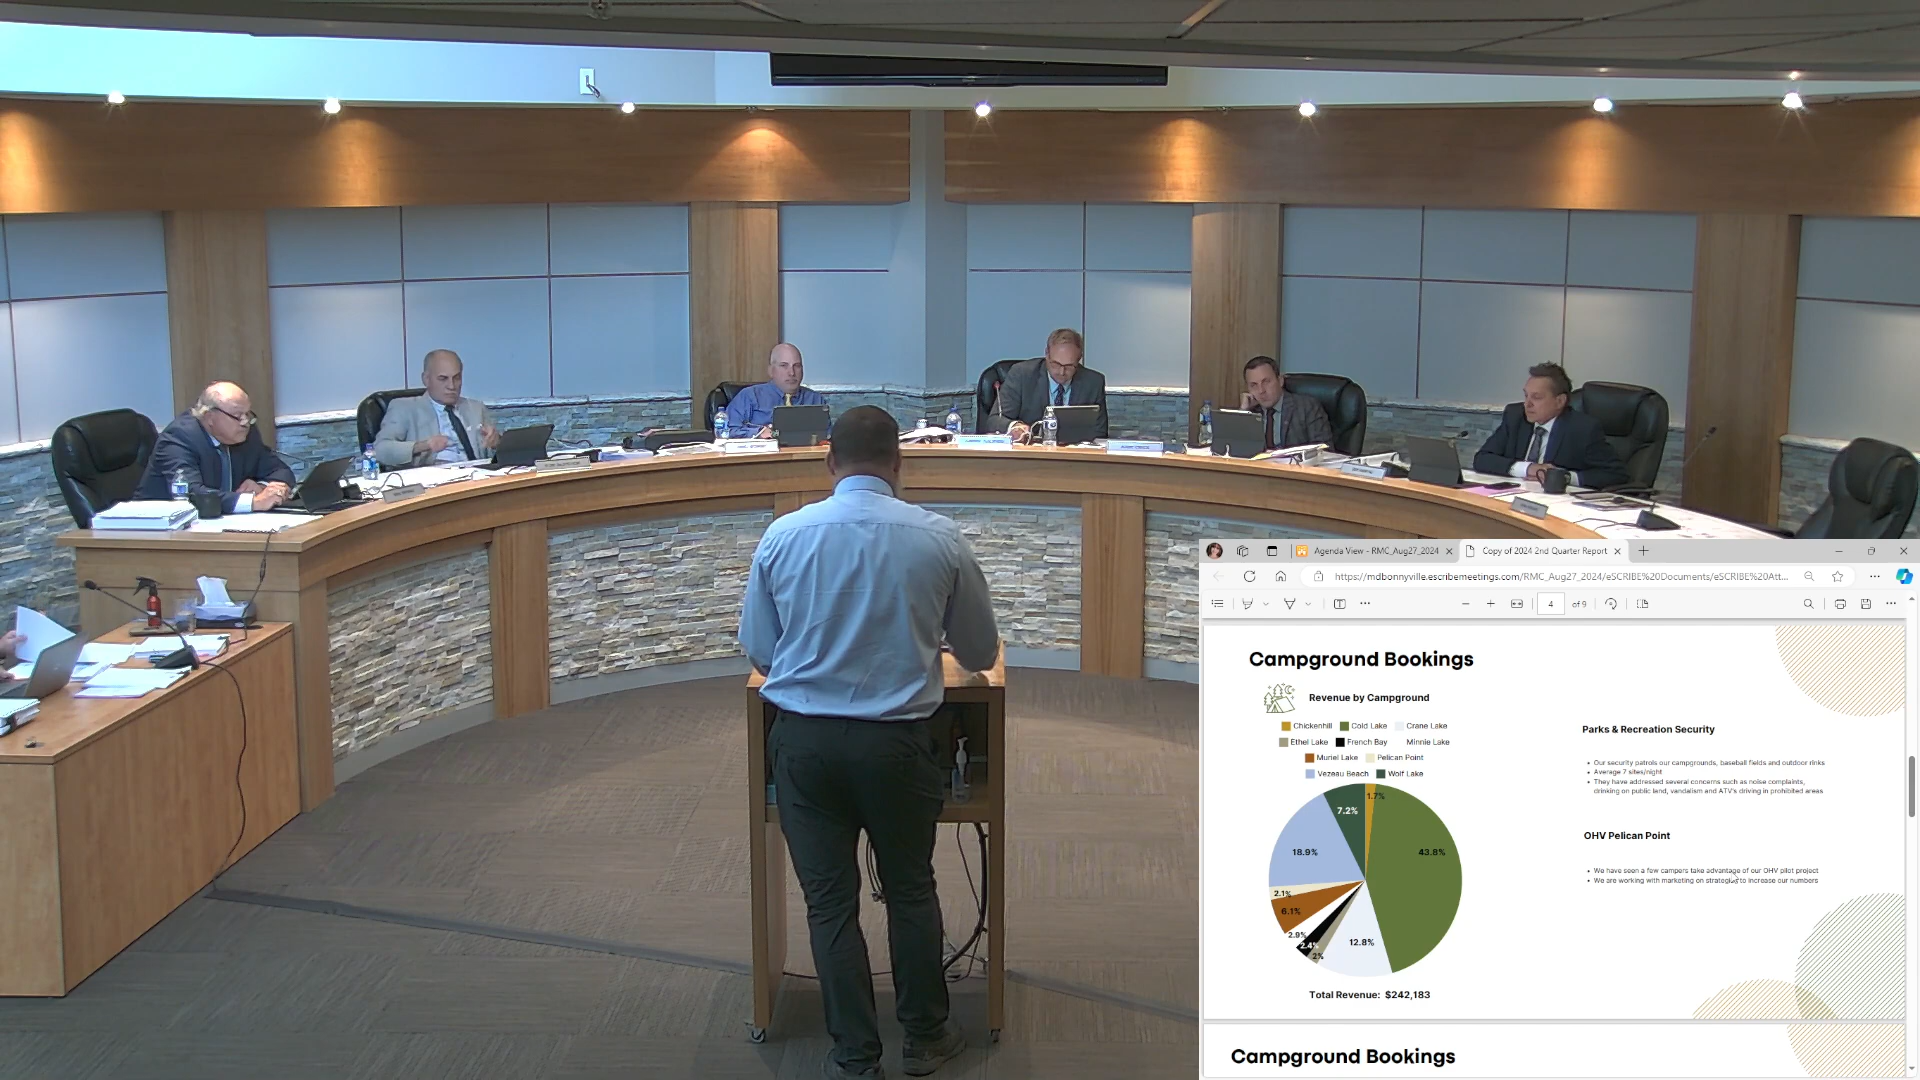 Agenda View - RMC_Aug27_2024
Copy of 2024 2nd Quarter Report
https://mdbonnyville.escribemeetings.com/RMC_Aug27_2024/eSCRIBE%20Documents/eSCRIBE%20Att...
4 of 9
Campground Bookings
Revenue by Campground
Chickenhill Cold Lake Crane Lake
Ethel Lake French Bay Minnie Lake
Muriel Lake Pelican Point
Vezeau Beach Wolf Lake
1.7%
7.2%
43.8%
18.9%
2.1%
6.1%
2.9%
2.4%
2%
12.8%
Total Revenue: $242,183
Parks & Recreation Security
• Our security patrols our campgrounds, baseball fields and outdoor rinks
• Average 7 sites/night
• They have addressed several concerns such as noise complaints,
drinking on public land, vandalism and ATV's driving in prohibited areas
OHV Pelican Point
• We have seen a few campers take advantage of our OHV pilot project
• We are working with marketing on strategies to increase our numbers
Campground Bookings